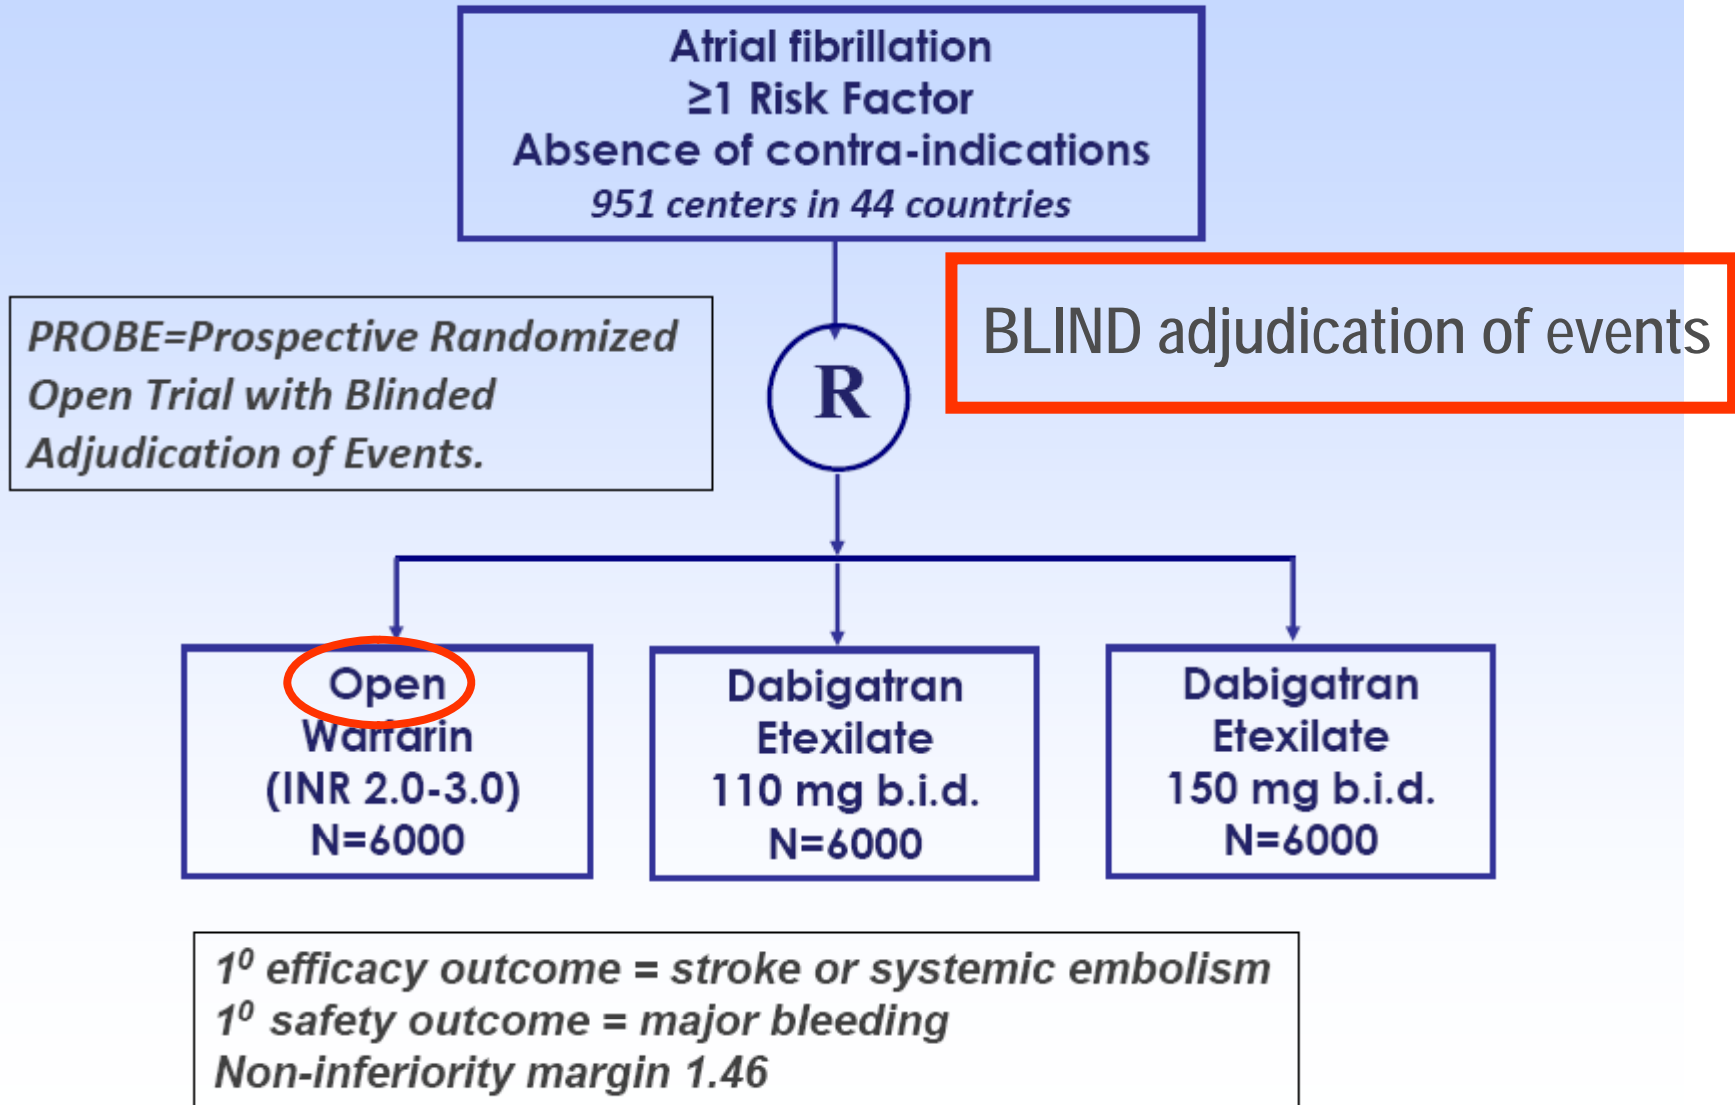 Atrial fibrillation
≥1 Risk Factor
Absence of contra-indications
951 centers in 44 countries
PROBE=Prospective Randomized
Open Trial with Blinded
Adjudication of Events.
R
BLIND adjudication of events
Open
Warfarin
(INR 2.0-3.0)
N=6000
Dabigatran
Etexilate
110 mg b.i.d.
N=6000
Dabigatran
Etexilate
150 mg b.i.d.
N=6000
1⁰ efficacy outcome = stroke or systemic embolism
1⁰ safety outcome = major bleeding
Non-inferiority margin 1.46